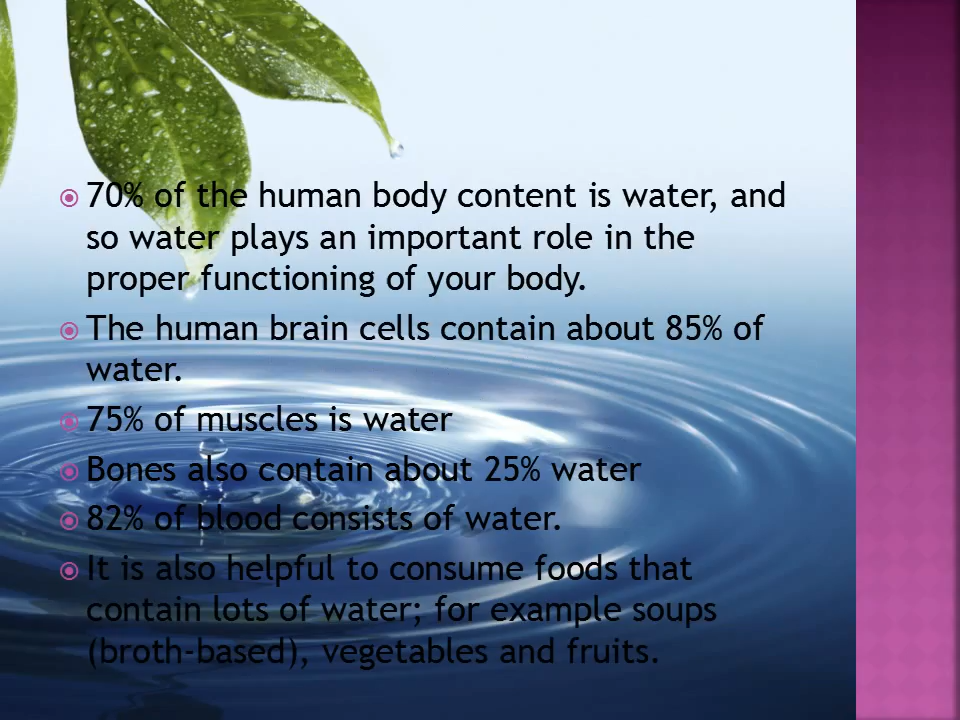 70% of the human body content is water, and
so water plays an important role in the
proper functioning of your body.
The human brain cells contain about 85% of
water.
75% of muscles is water
Bones also contain about 25% water
82% of blood consists of water.
It is also helpful to consume foods that
contain lots of water; for example soups
(broth-based), vegetables and fruits.